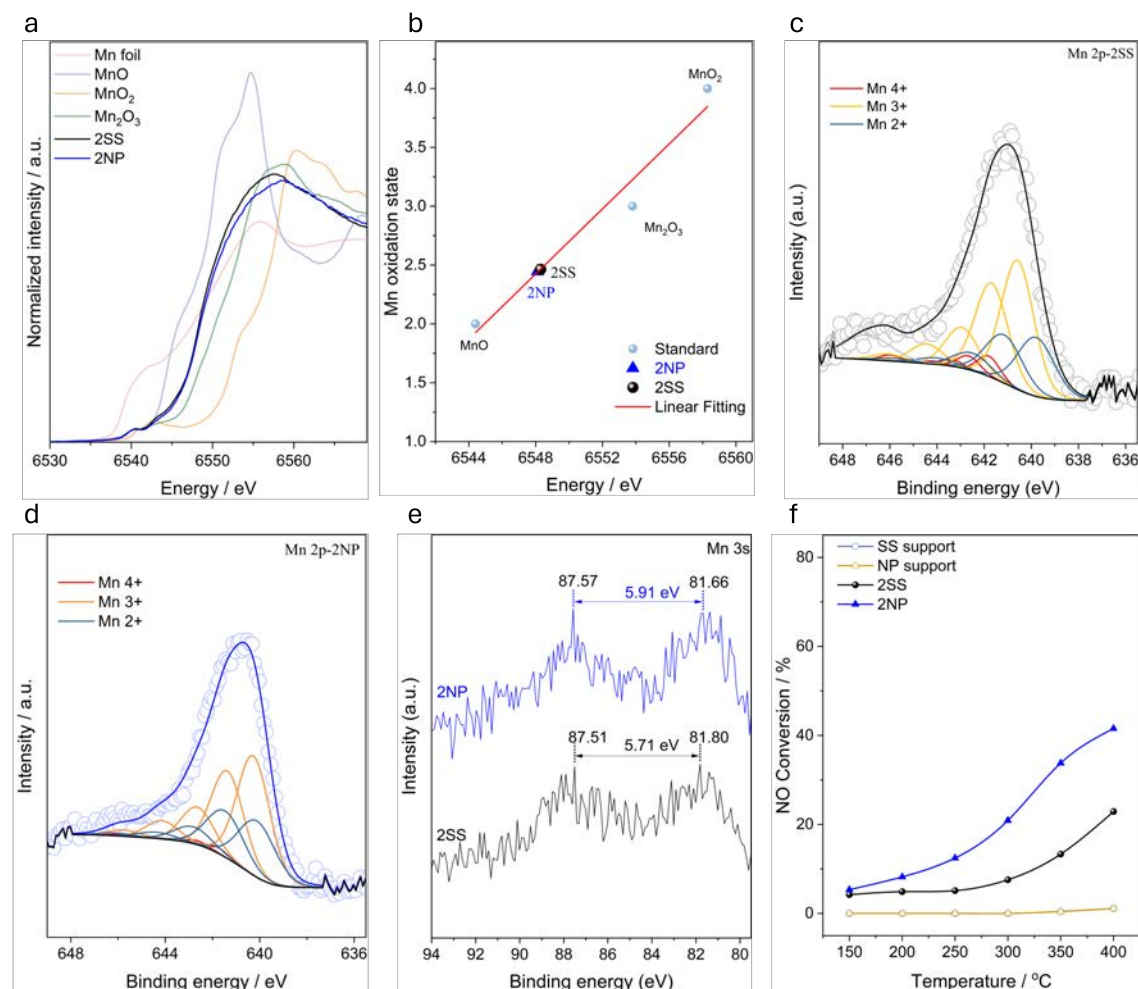 a
Mn foil
MnO
MnO₂
Mn₂O₃
2SS
2NP
Normalized intensity / a.u.
6530 6540 6550 6560
Energy / eV
b
4.0
3.5
3.0
2.5
2.0
1.5
1.0
Mn oxidation state
MnO₂
Mn₂O₃
2SS
2NP
MnO
Standard
2NP
2SS
Linear Fitting
6544 6548 6552 6556 6560
Energy / eV
c
Mn 2p-2SS
Mn 4+
Mn 3+
Mn 2+
Intensity (a.u.)
648 646 644 642 640 638 636
Binding energy (eV)
d
Mn 2p-2NP
Mn 4+
Mn 3+
Mn 2+
Intensity / a.u.
648 644 640 636
Binding energy / eV
e
Mn 3s
87.57 81.66
5.91 eV
2NP
87.51 81.80
5.71 eV
2SS
Intensity (a.u.)
94 92 90 88 86 84 82 80
Binding energy (eV)
f
SS support
NP support
2SS
2NP
80
60
40
20
0
NO Conversion / %
150 200 250 300 350 400
Temperature / °C